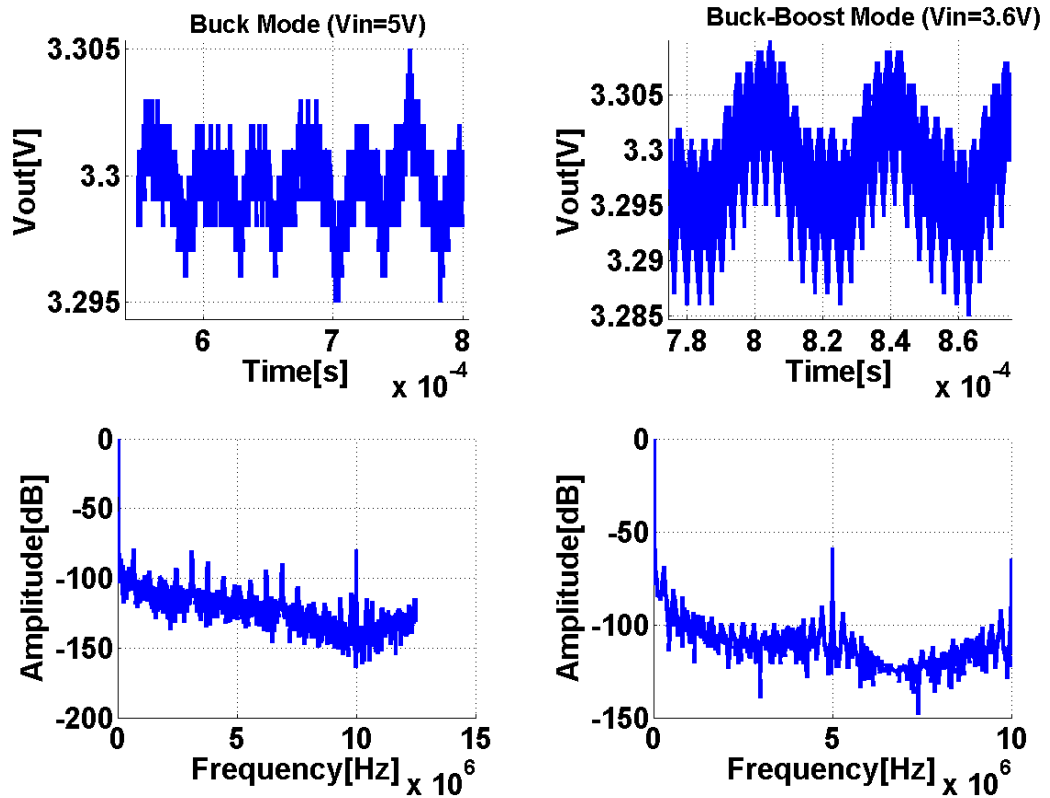 Buck Mode (Vin=5V)
3.305
3.3
3.295
Vout[V]
6
7
8
Time[s]
x 10^-4
Buck-Boost Mode (Vin=3.6V)
3.305
3.3
3.295
3.29
3.285
Vout[V]
7.8
8
8.2
8.4
8.6
Time[s]
x 10^-4
0
-50
-100
-150
-200
Amplitude[dB]
0
5
10
15
Frequency[Hz]
x 10^6
0
-50
-100
-150
Amplitude[dB]
0
5
10
Frequency[Hz]
x 10^6